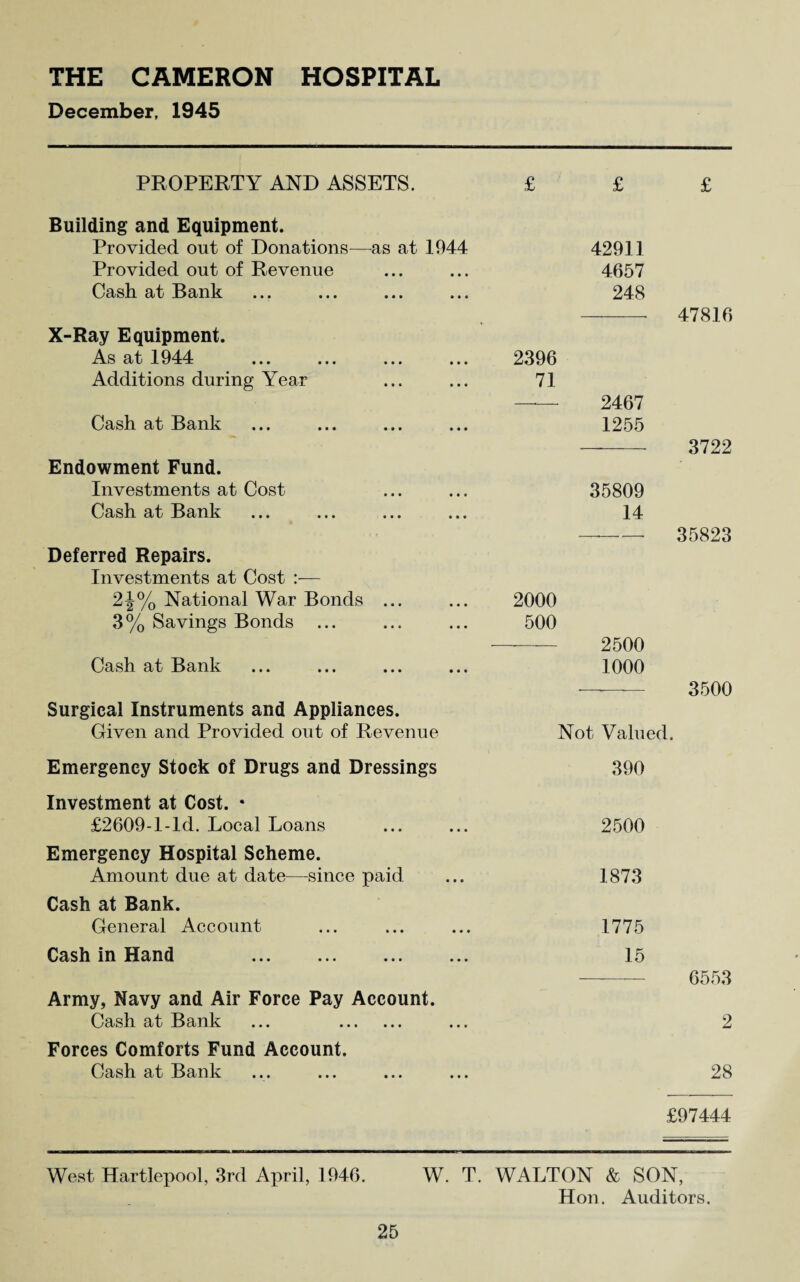 THE CAMERON HOSPITAL
December, 1945
PROPERTY AND ASSETS. £ £ £
Building and Equipment.
Provided out of Donations—as at 1944 42911
Provided out of Revenue ... ... 4657
Cash at Bank ... ... ... ... 248
47816
X-Ray Equipment.
As at 1944 ... ... ... ... 2396
Additions during Year ... ... 71
2467
Cash at Bank ... ... ... ... 1255
3722
Endowment Fund.
Investments at Cost ... ... 35809
Cash at Bank ... ... ... ... 14
35823
Deferred Repairs.
Investments at Cost :—
2½% National War Bonds ... ... 2000
3% Savings Bonds ... ... ... 500
2500
Cash at Bank ... ... ... ... 1000
3500
Surgical Instruments and Appliances.
Given and Provided out of Revenue Not Valued.
Emergency Stock of Drugs and Dressings 390
Investment at Cost.
£2609-1-1d. Local Loans ... ... 2500
Emergency Hospital Scheme.
Amount due at date—since paid ... 1873
Cash at Bank.
General Account ... ... ... 1775
Cash in Hand ... ... ... ... 15
6553
Army, Navy and Air Force Pay Account.
Cash at Bank ... ... ... ... 2
Forces Comforts Fund Account.
Cash at Bank ... ... ... ... 28
£97444
West Hartlepool, 3rd April, 1946. W. T. WALTON & SON,
Hon. Auditors.
25